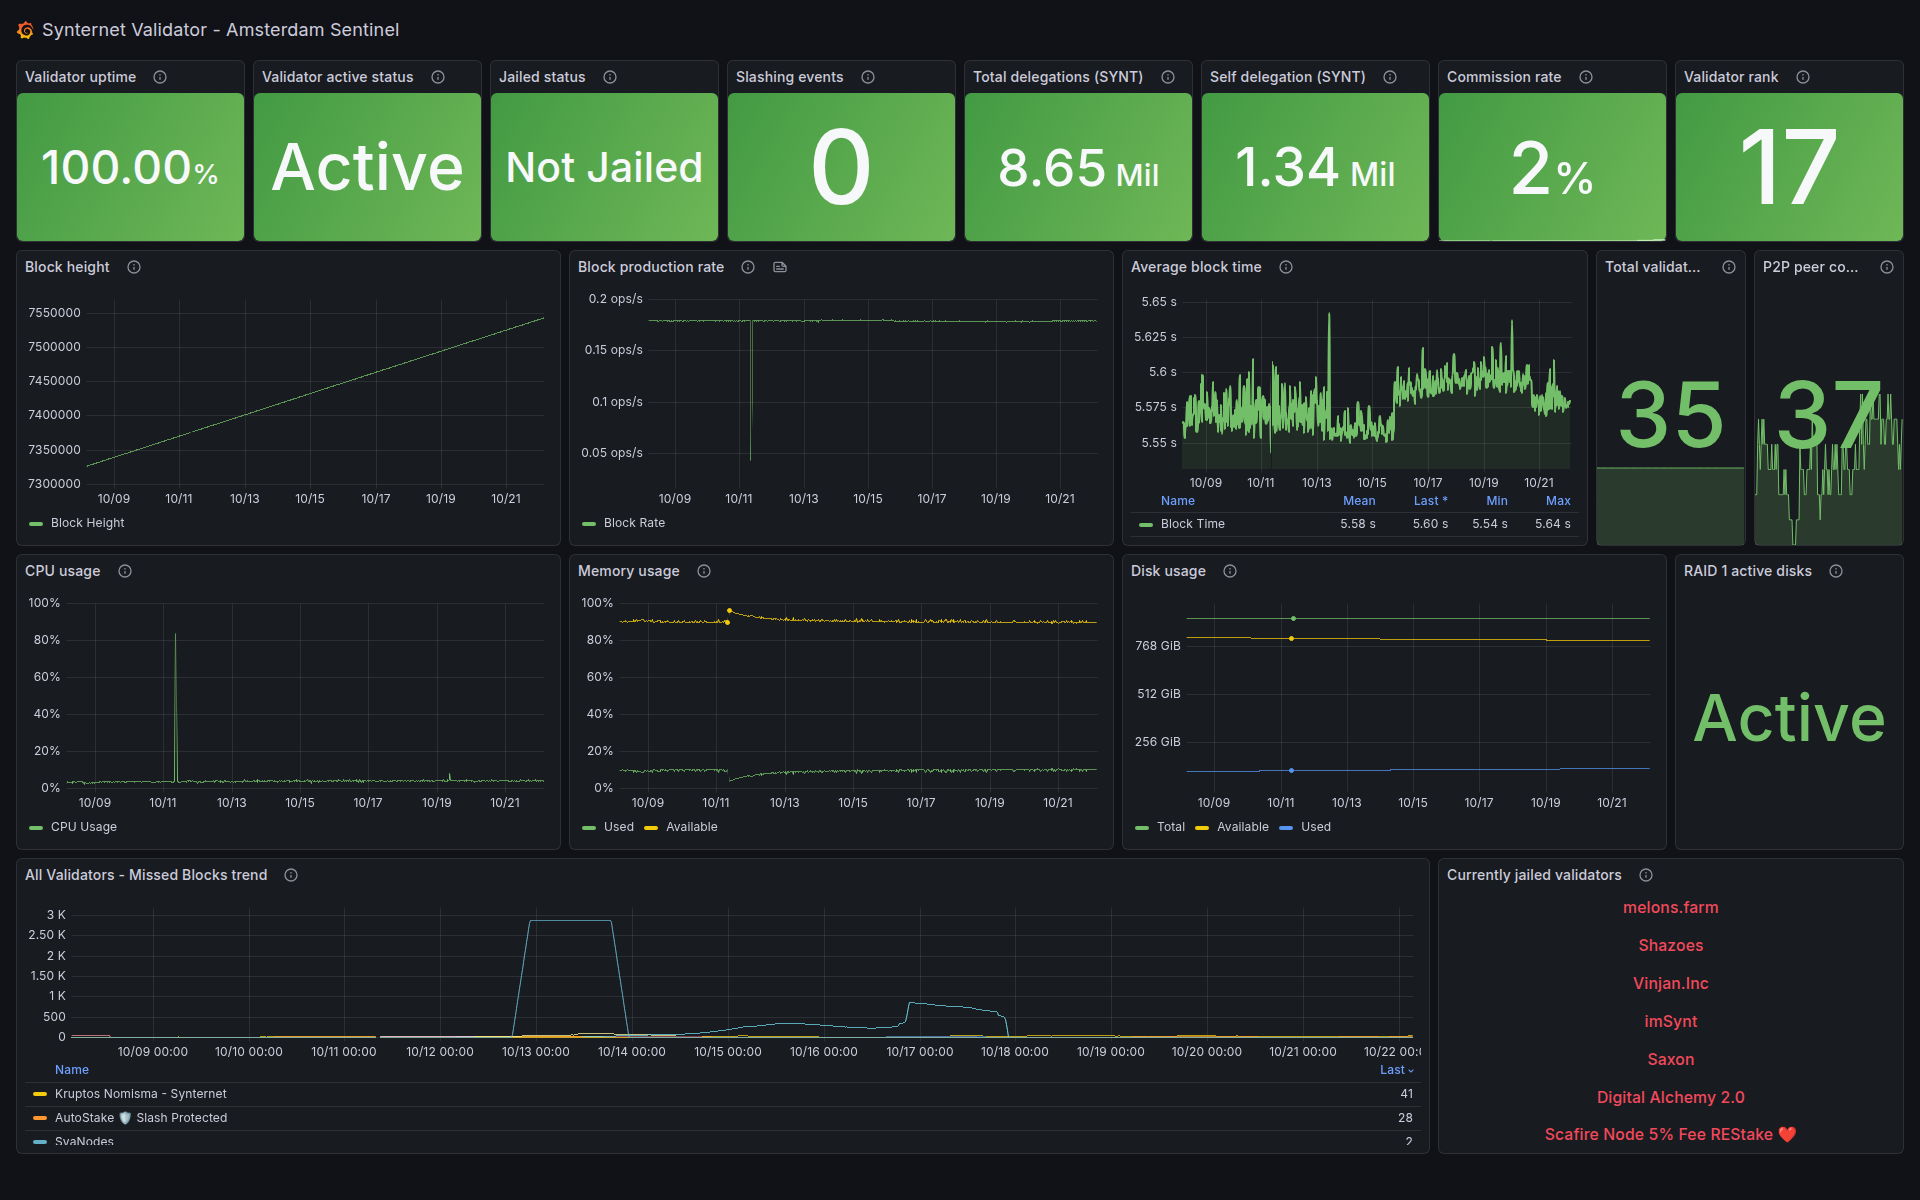 Synternet Validator - Amsterdam Sentinel
Validator uptime
100.00%
Validator active status
Active
Jailed status
Not Jailed
Slashing events
0
Total delegations (SYNT)
8.65 Mil
Self delegation (SYNT)
1.34 Mil
Commission rate
2%
Validator rank
17
Block height
7550000
7500000
7450000
7400000
7350000
7300000
10/09 10/11 10/13 10/15 10/17 10/19 10/21
Block Height
Block production rate
0.2 ops/s
0.15 ops/s
0.1 ops/s
0.05 ops/s
10/09 10/11 10/13 10/15 10/17 10/19 10/21
Block Rate
Average block time
5.65 s
5.625 s
5.6 s
5.575 s
5.55 s
10/09 10/11 10/13 10/15 10/17 10/19 10/21
Name Mean Last * Min Max
Block Time 5.58 s 5.60 s 5.54 s 5.64 s
Total validat...
35
P2P peer co...
37
CPU usage
100%
80%
60%
40%
20%
0%
10/09 10/11 10/13 10/15 10/17 10/19 10/21
CPU Usage
Memory usage
100%
80%
60%
40%
20%
0%
10/09 10/11 10/13 10/15 10/17 10/19 10/21
Used Available
Disk usage
768 GiB
512 GiB
256 GiB
10/09 10/11 10/13 10/15 10/17 10/19 10/21
Total Available Used
RAID 1 active disks
Active
All Validators - Missed Blocks trend
3 K
2.50 K
2 K
1.50 K
1 K
500
0
10/09 00:00 10/10 00:00 10/11 00:00 10/12 00:00 10/13 00:00 10/14 00:00 10/15 00:00 10/16 00:00 10/17 00:00 10/18 00:00 10/19 00:00 10/20 00:00 10/21 00:00 10/22 00:0
Name Last
Kruptos Nomisma - Synternet 41
AutoStake 🛡️ Slash Protected 28
SvaNodes 2
Currently jailed validators
melons.farm
Shazoes
Vinjan.Inc
imSynt
Saxon
Digital Alchemy 2.0
Scafire Node 5% Fee REStake ❤️